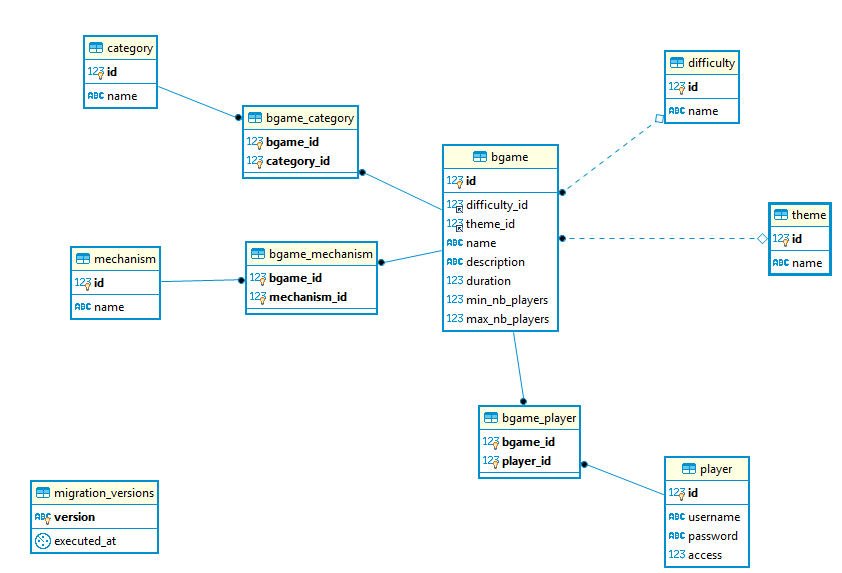 category
123 id
ABC name
bgame_category
123 bgame_id
123 category_id
mechanism
123 id
ABC name
bgame_mechanism
123 bgame_id
123 mechanism_id
bgame
123 id
123 difficulty_id
123 theme_id
ABC name
ABC description
123 duration
123 min_nb_players
123 max_nb_players
difficulty
123 id
ABC name
theme
123 id
ABC name
bgame_player
123 bgame_id
123 player_id
player
123 id
ABC username
ABC password
123 access
migration_versions
ABC version
executed_at